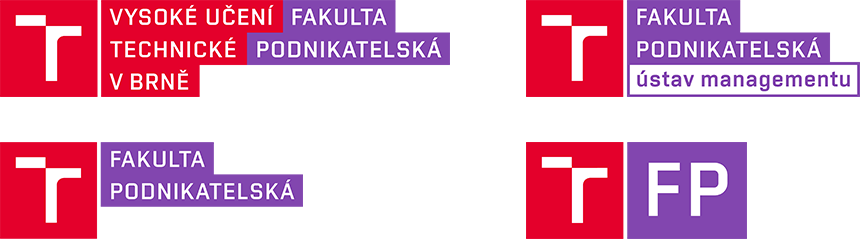 VYSOKÉ UČENÍ FAKULTA
TECHNICKÉ PODNIKATELSKÁ
V BRNĚ
FAKULTA
PODNIKATELSKÁ
ústav managementu
FAKULTA
PODNIKATELSKÁ
FP